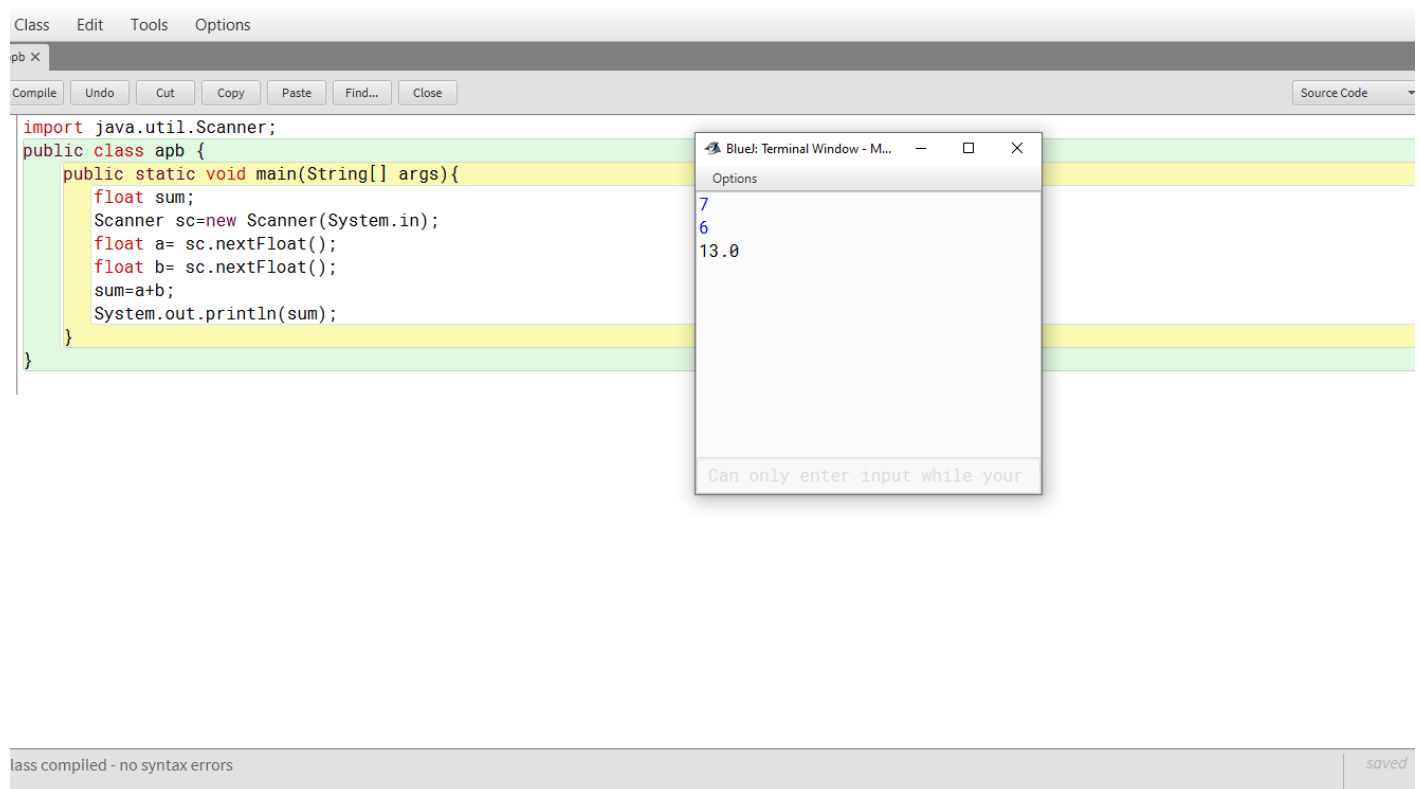 Class Edit Tools Options
apb ×
Compile Undo Cut Copy Paste Find... Close Source Code
import java.util.Scanner;
public class apb {
public static void main(String[] args){
float sum;
Scanner sc=new Scanner(System.in);
float a= sc.nextFloat();
float b= sc.nextFloat();
sum=a+b;
System.out.println(sum);
}
}
BlueJ: Terminal Window - M...
Options
7
6
13.0
Can only enter input while your
lass compiled - no syntax errors
saved